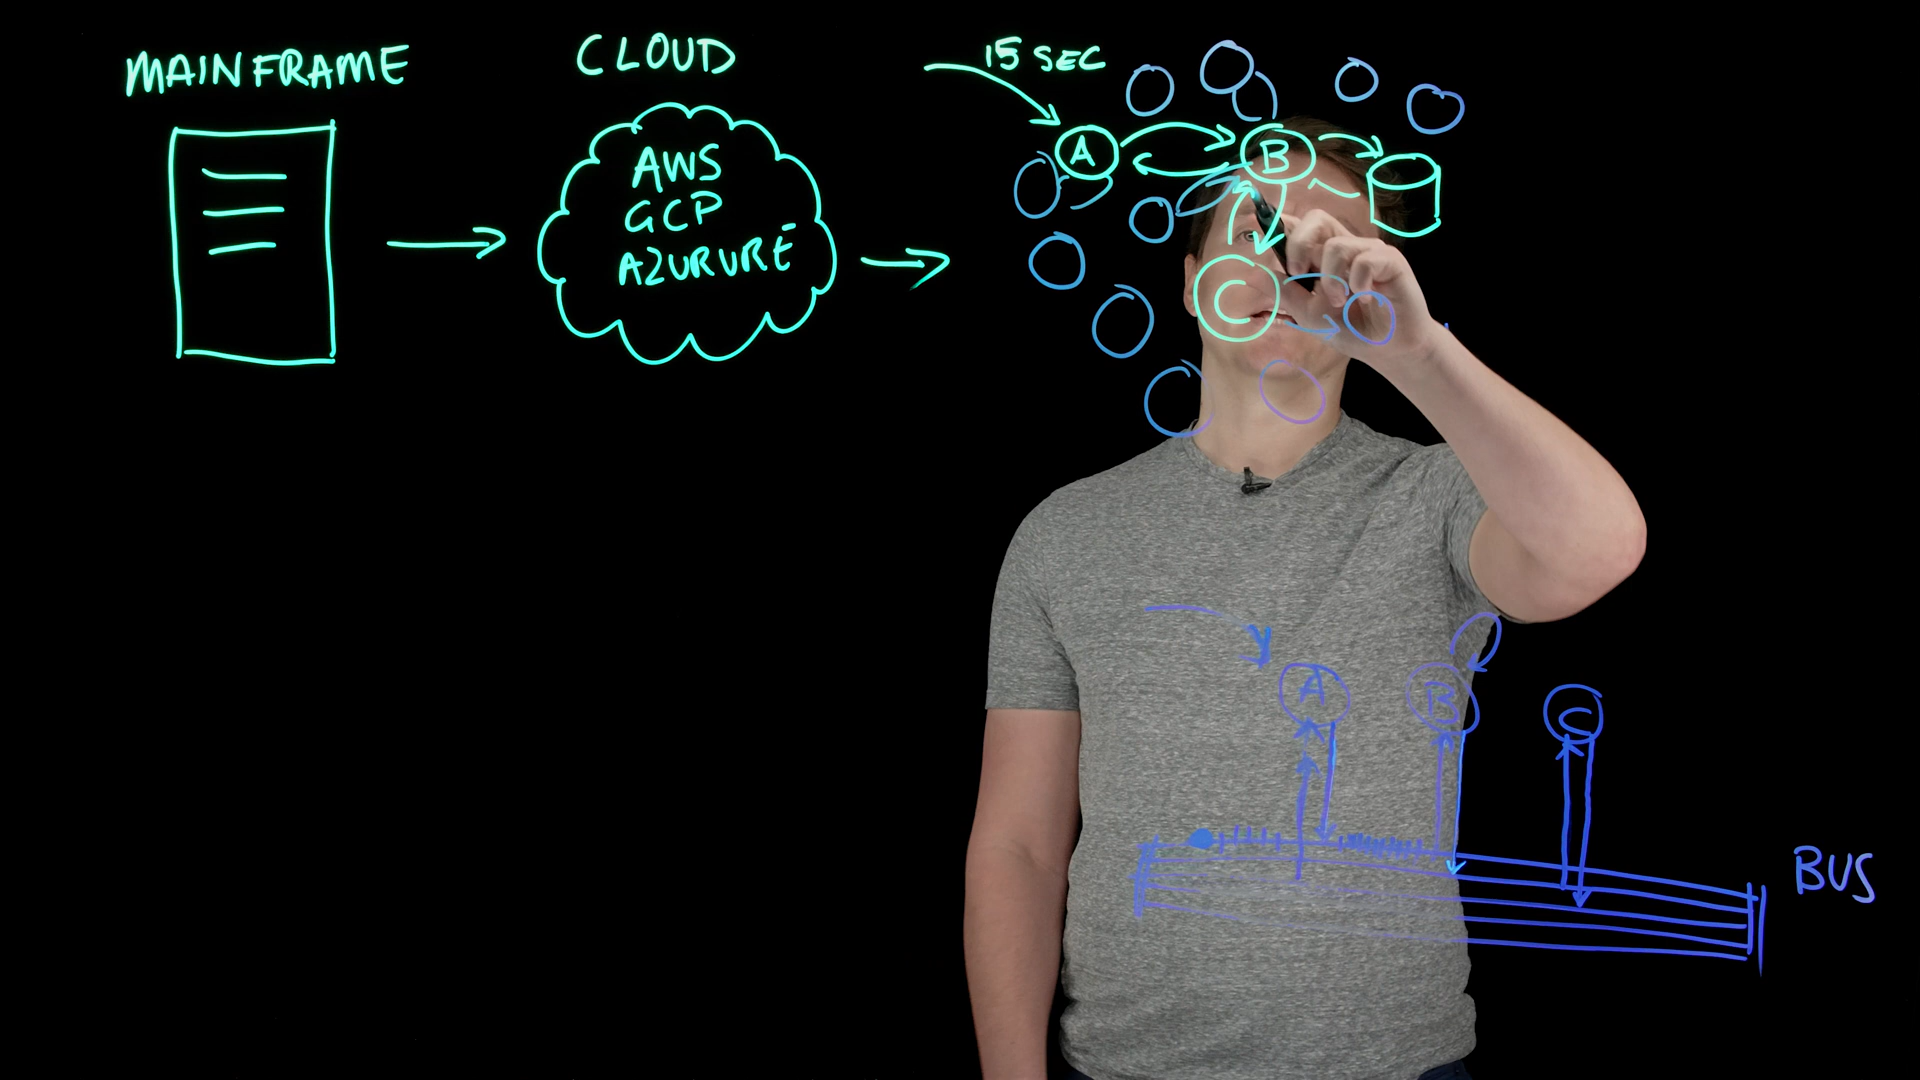 MAINFRAME
CLOUD
AWS
GCP
AZURURE
15 SEC
A
B
C
A
B
C
BUS